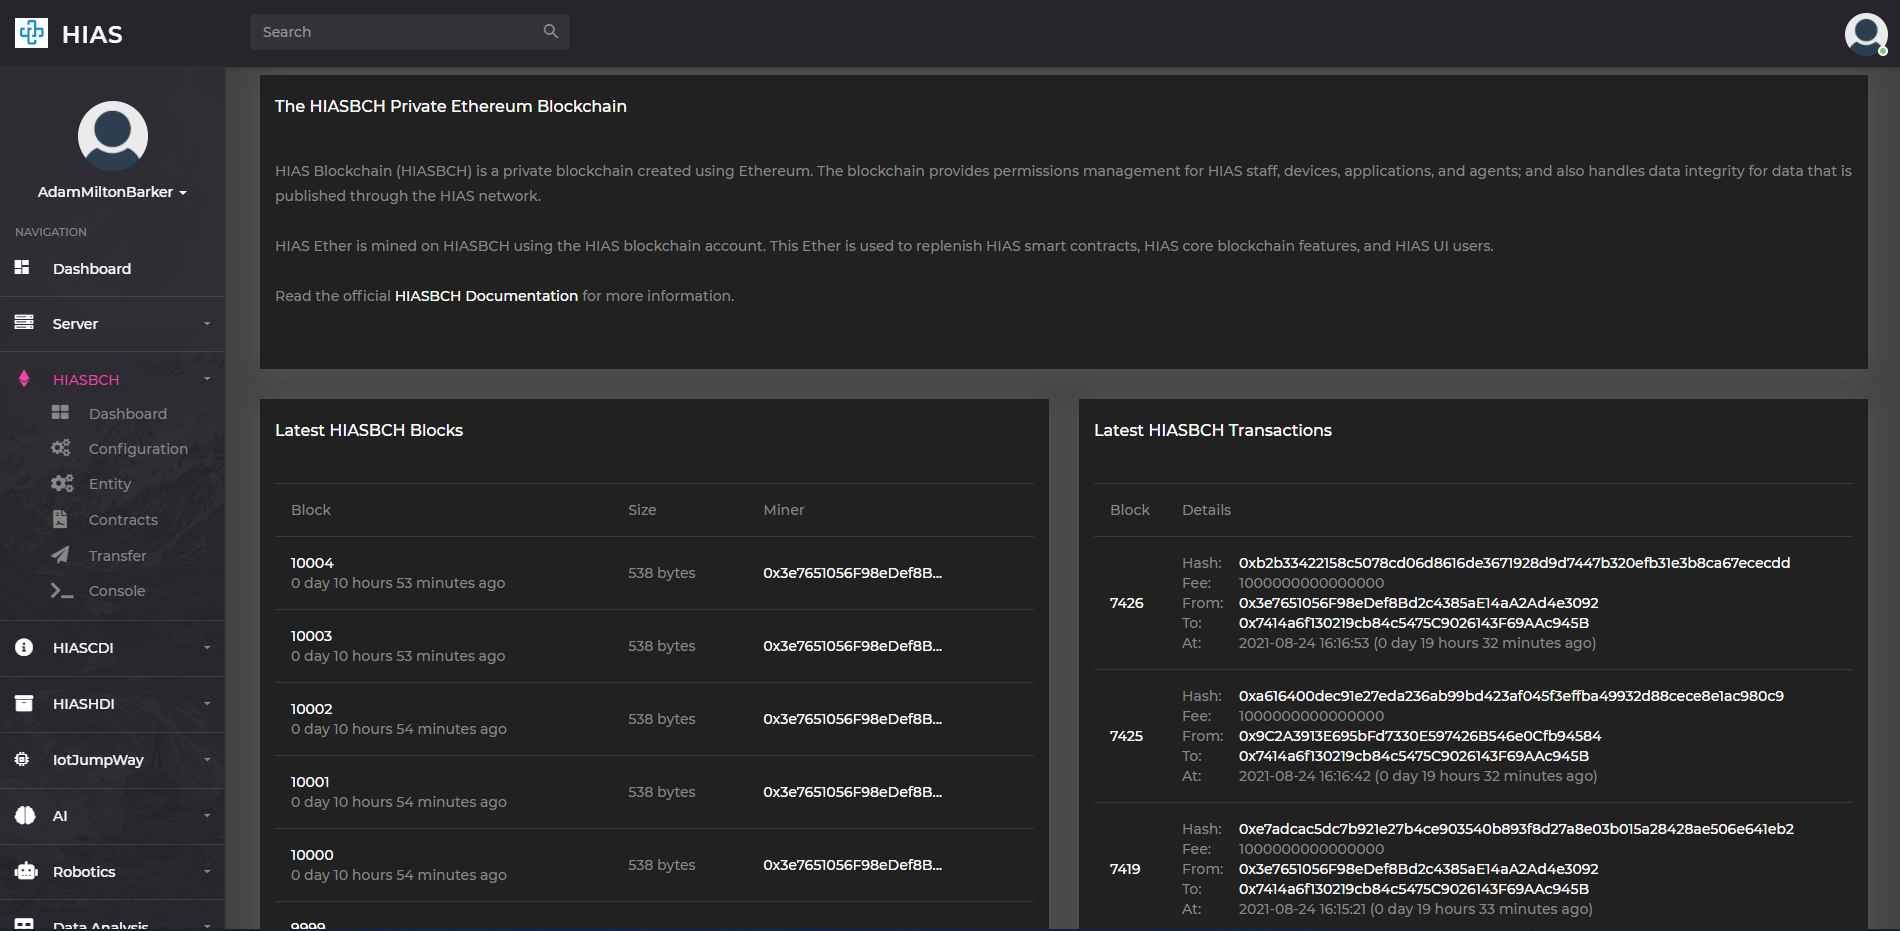 HIAS
Search
AdamMiltonBarker
NAVIGATION
Dashboard
Server
HIASBCH
Dashboard
Configuration
Entity
Contracts
Transfer
Console
HIASCDI
HIASHDI
IotJumpWay
AI
Robotics
Data Analysis
The HIASBCH Private Ethereum Blockchain
HIAS Blockchain (HIASBCH) is a private blockchain created using Ethereum. The blockchain provides permissions management for HIAS staff, devices, applications, and agents; and also handles data integrity for data that is
published through the HIAS network.
HIAS Ether is mined on HIASBCH using the HIAS blockchain account. This Ether is used to replenish HIAS smart contracts, HIAS core blockchain features, and HIAS UI users.
Read the official HIASBCH Documentation for more information.
Latest HIASBCH Blocks
Block Size Miner
10004
0 day 10 hours 53 minutes ago
538 bytes
0x3e7651056F98eDef8B...
10003
0 day 10 hours 53 minutes ago
538 bytes
0x3e7651056F98eDef8B...
10002
0 day 10 hours 54 minutes ago
538 bytes
0x3e7651056F98eDef8B...
10001
0 day 10 hours 54 minutes ago
538 bytes
0x3e7651056F98eDef8B...
10000
0 day 10 hours 54 minutes ago
538 bytes
0x3e7651056F98eDef8B...
9999
Latest HIASBCH Transactions
Block Details
7426
Hash: 0xb2b33422158c5078cd06d8616de3671928d9d7447b320efb31e3b8ca67ececdd
Fee: 1000000000000000
From: 0x3e7651056F98eDef8Bd2c4385aE14aA2Ad4e3092
To: 0x7414a6f130219cb84c5475C9026143F69AAc945B
At: 2021-08-24 16:16:53 (0 day 19 hours 32 minutes ago)
7425
Hash: 0xa616400dec91e27eda236ab99bd423af045f3effba49932d88cece8e1ac980c9
Fee: 1000000000000000
From: 0x9C2A3913E695bFd7330E597426B546e0Cfb94584
To: 0x7414a6f130219cb84c5475C9026143F69AAc945B
At: 2021-08-24 16:16:42 (0 day 19 hours 32 minutes ago)
7419
Hash: 0xe7adcac5dc7b921e27b4ce903540b893f8d27a8e03b015a28428ae506e641eb2
Fee: 1000000000000000
From: 0x3e7651056F98eDef8Bd2c4385aE14aA2Ad4e3092
To: 0x7414a6f130219cb84c5475C9026143F69AAc945B
At: 2021-08-24 16:15:21 (0 day 19 hours 33 minutes ago)